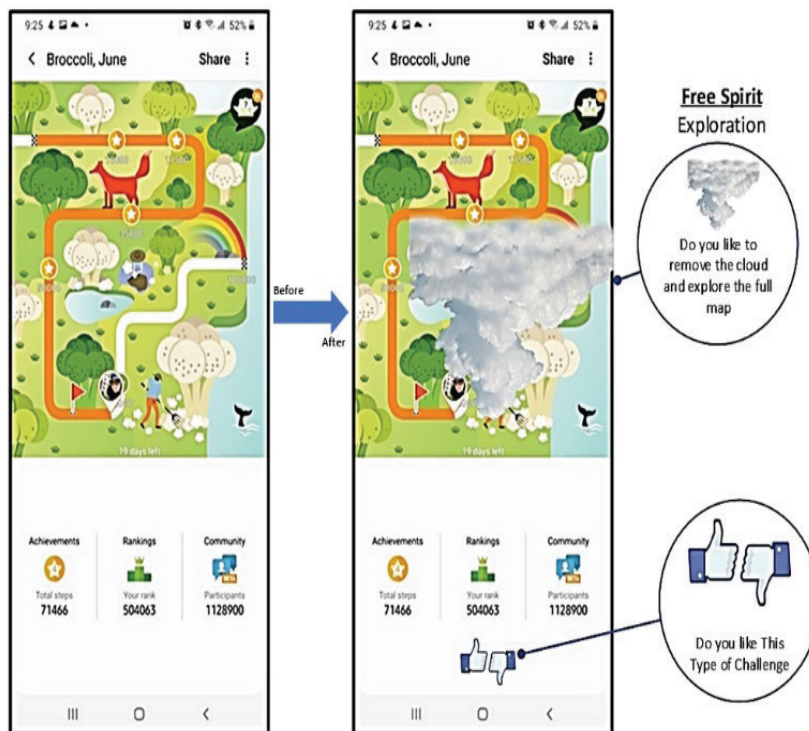 9:25
52%
Broccoli, June Share
19 days left
Achievements Rankings Community
BETA
Total steps Your rank Participants
71466 504063 1128900
Before
After
9:25
52%
Broccoli, June Share
19 days left
Achievements Rankings Community
BETA
Total steps Your rank Participants
71466 504063 1128900
Free Spirit
Exploration
Do you like to
remove the cloud
and explore the full
map
Do you like This
Type of Challenge